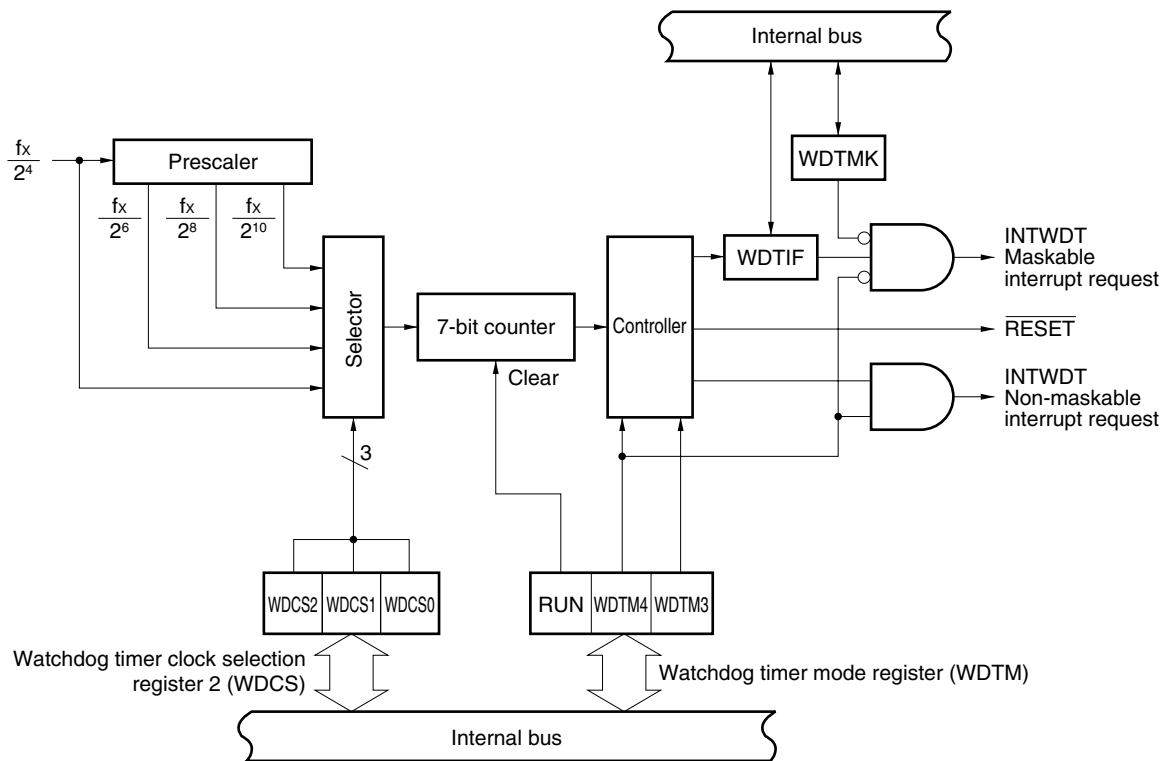 Internal bus
fX
2⁴
Prescaler
WDTMK
fX
2⁶
fX
2⁸
fX
2¹⁰
INTWDT
Maskable
interrupt request
WDTIF
Selector
7-bit counter
Controller
RESET
Clear
INTWDT
Non-maskable
interrupt request
3
WDCS2 WDCS1 WDCS0
RUN WDTM4 WDTM3
Watchdog timer clock selection
register 2 (WDCS)
Watchdog timer mode register (WDTM)
Internal bus